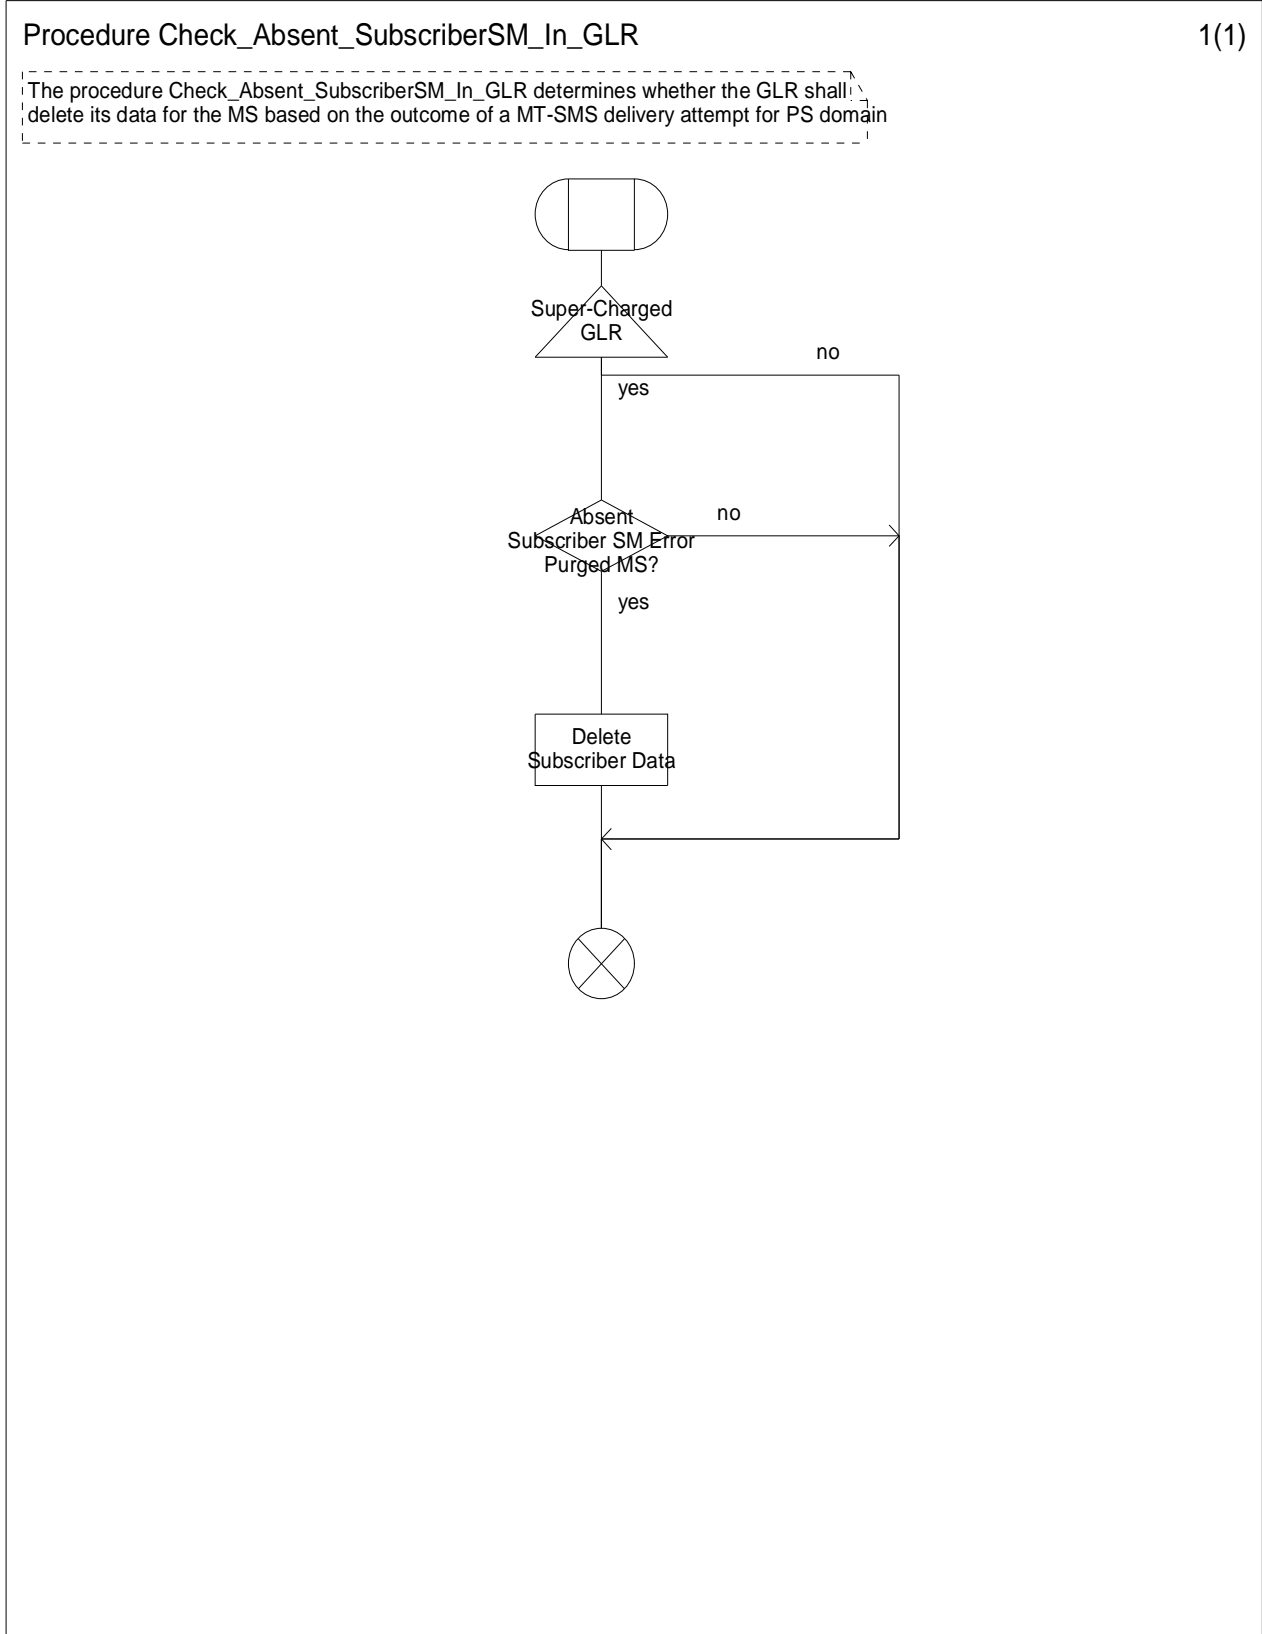 Procedure Check_Absent_SubscriberSM_In_GLR
1(1)
The procedure Check_Absent_SubscriberSM_In_GLR determines whether the GLR shall
delete its data for the MS based on the outcome of a MT-SMS delivery attempt for PS domain
Super-Charged
GLR
no
yes
Absent
Subscriber SM Error
Purged MS?
no
yes
Delete
Subscriber Data